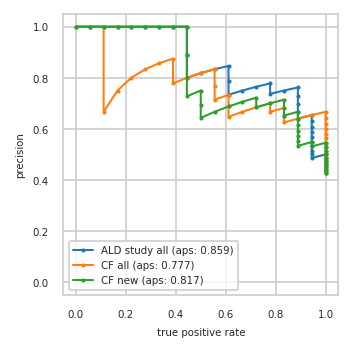 1.0
0.8
0.6
0.4
0.2
0.0
precision
ALD study all (aps: 0.859)
CF all (aps: 0.777)
CF new (aps: 0.817)
0.0 0.2 0.4 0.6 0.8 1.0
true positive rate